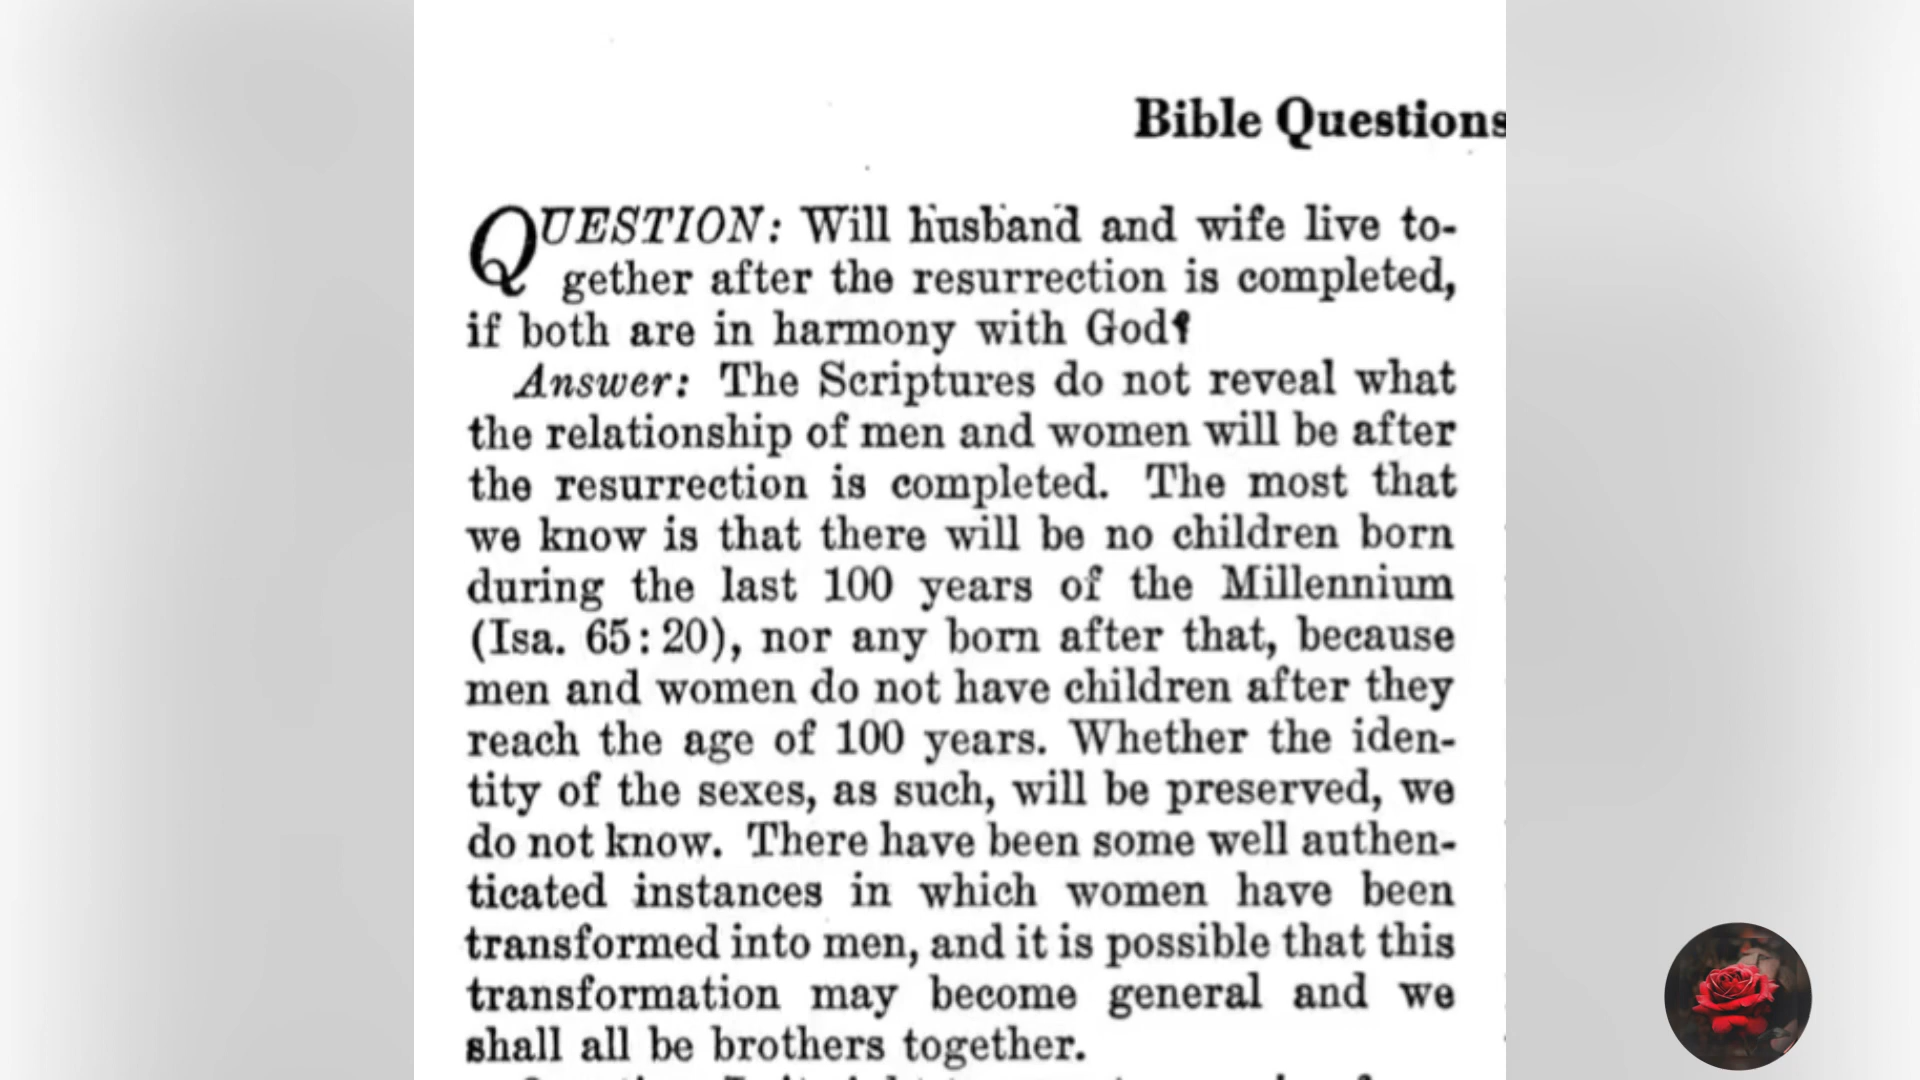 Bible Questions
QUESTION: Will husband and wife live to-
gether after the resurrection is completed,
if both are in harmony with God?
Answer: The Scriptures do not reveal what
the relationship of men and women will be after
the resurrection is completed. The most that
we know is that there will be no children born
during the last 100 years of the Millennium
(Isa. 65:20), nor any born after that, because
men and women do not have children after they
reach the age of 100 years. Whether the iden-
tity of the sexes, as such, will be preserved, we
do not know. There have been some well authen-
ticated instances in which women have been
transformed into men, and it is possible that this
transformation may become general and we
shall all be brothers together.